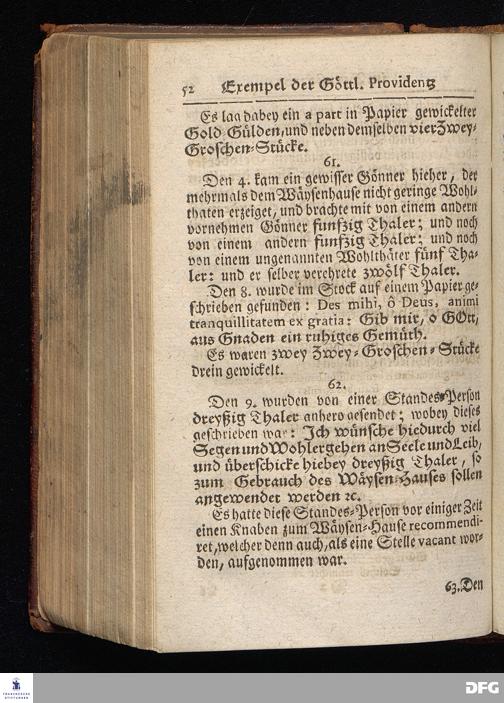 52 Exempel der Göttl. Providentz
Es lag dabey ein a part in Papier gewickelter
Gold-Gülden, und neben demselben vier Zwey-
Groschen-Stücke.
61.
Den 4. kam ein gewisser Gönner hieher, der
mehrmals dem Wäysenhause nicht geringe Wohl-
thaten erzeiget, und brachte mit von einem andern
vornehmen Gönner funfzig Thaler; und noch
von einem andern funfzig Thaler; und noch
von einem ungenannten Wohlthäter fünf Tha-
ler: und er selber verehrete zwölf Thaler.
Den 8. wurde im Stock auf einem Papier ge-
schrieben gefunden: Des mihi, ô Deus, animi
tranquillitatem ex gratia: Gib mir, o GOtt,
aus Gnaden ein ruhiges Gemüth.
Es waren zwey Zwey-Groschen-Stücke
drein gewickelt.
62.
Den 9. wurden von einer Standes-Person
dreyßig Thaler anhero gesendet; wobey dieses
geschrieben war: Ich wünsche hiedurch viel
Segen und Wohlergehen an Seele und Leib,
und überschicke hiebey dreyßig Thaler, so
zum Gebrauch des Wäysen-Hauses sollen
angewendet werden ꝛc.
Es hatte diese Standes-Person vor einiger Zeit
einen Knaben zum Wäysen-Hause recommendi-
ret, welcher denn auch, als eine Stelle vacant wor-
den, aufgenommen war.
63. Den
FRANCKESCHE
STIFTUNGEN
DFG